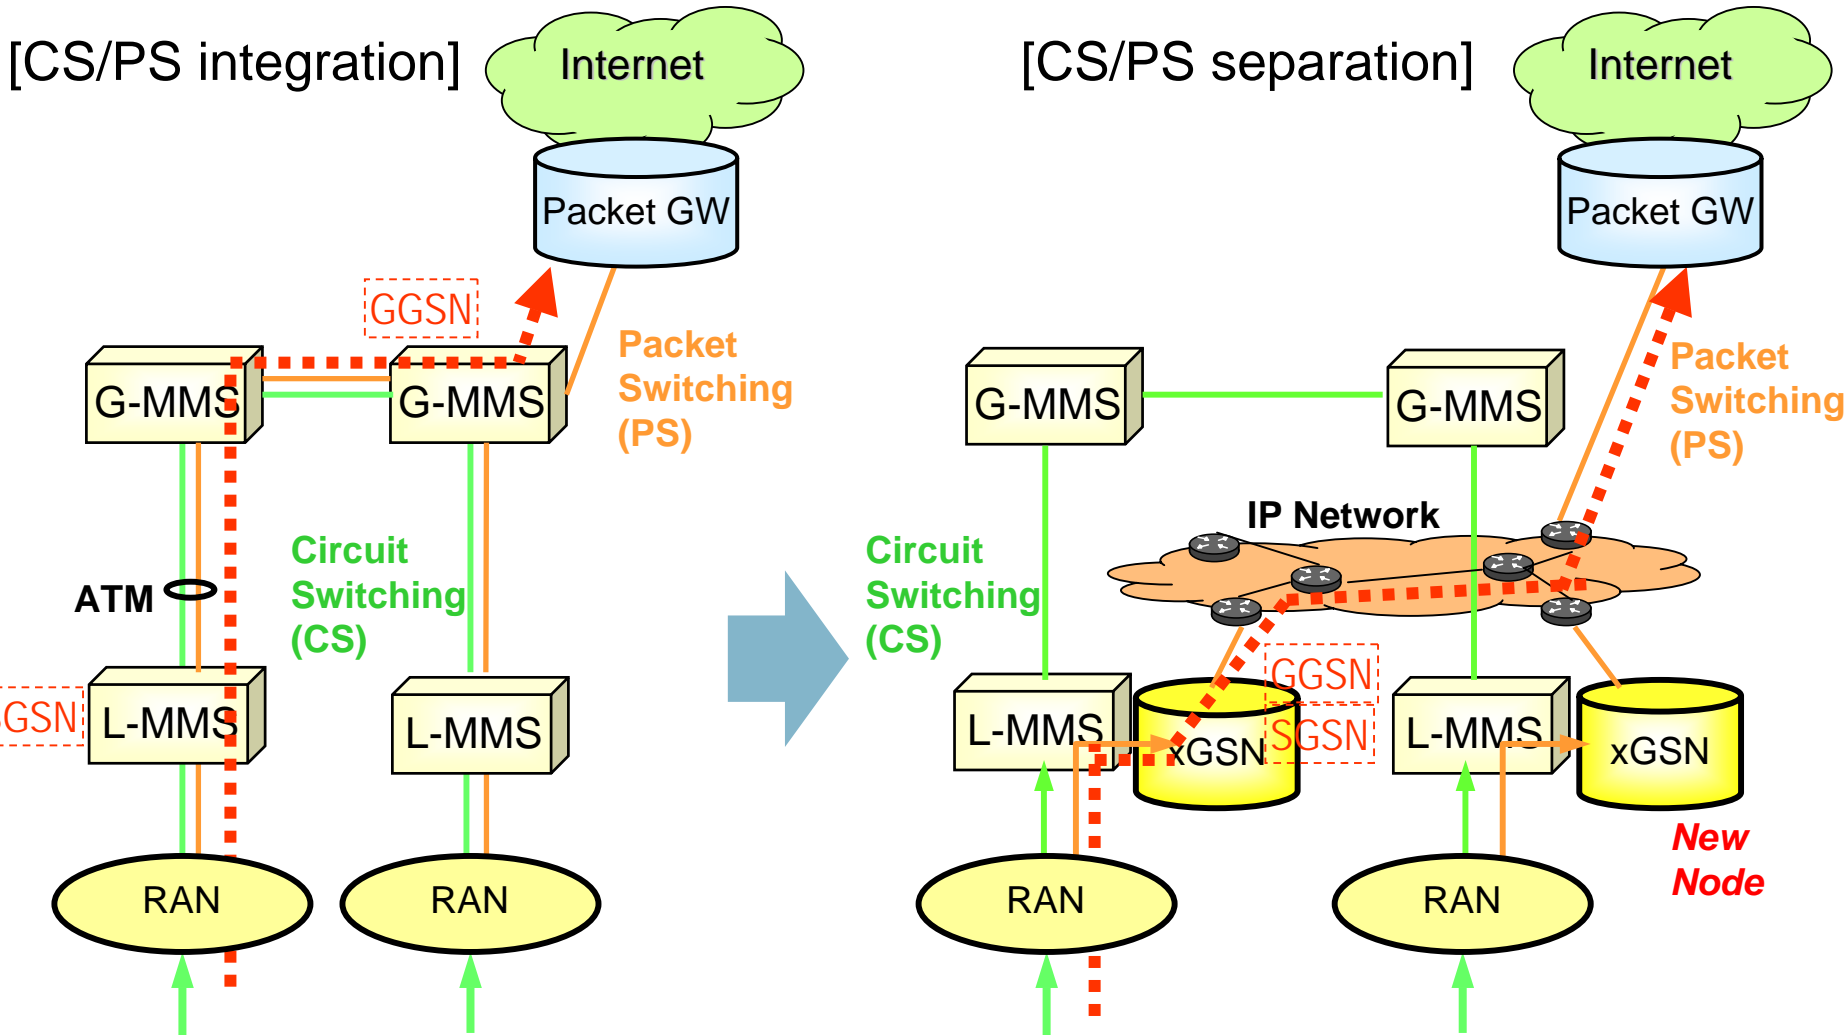 [CS/PS integration]
Internet
Packet GW
GGSN
Packet
Switching
(PS)
G-MMS
G-MMS
Circuit
Switching
(CS)
ATM
GSN
L-MMS
L-MMS
RAN
RAN
[CS/PS separation]
Internet
Packet GW
Packet
Switching
(PS)
G-MMS
G-MMS
IP Network
Circuit
Switching
(CS)
GGSN
SGSN
L-MMS
xGSN
L-MMS
xGSN
New
Node
RAN
RAN